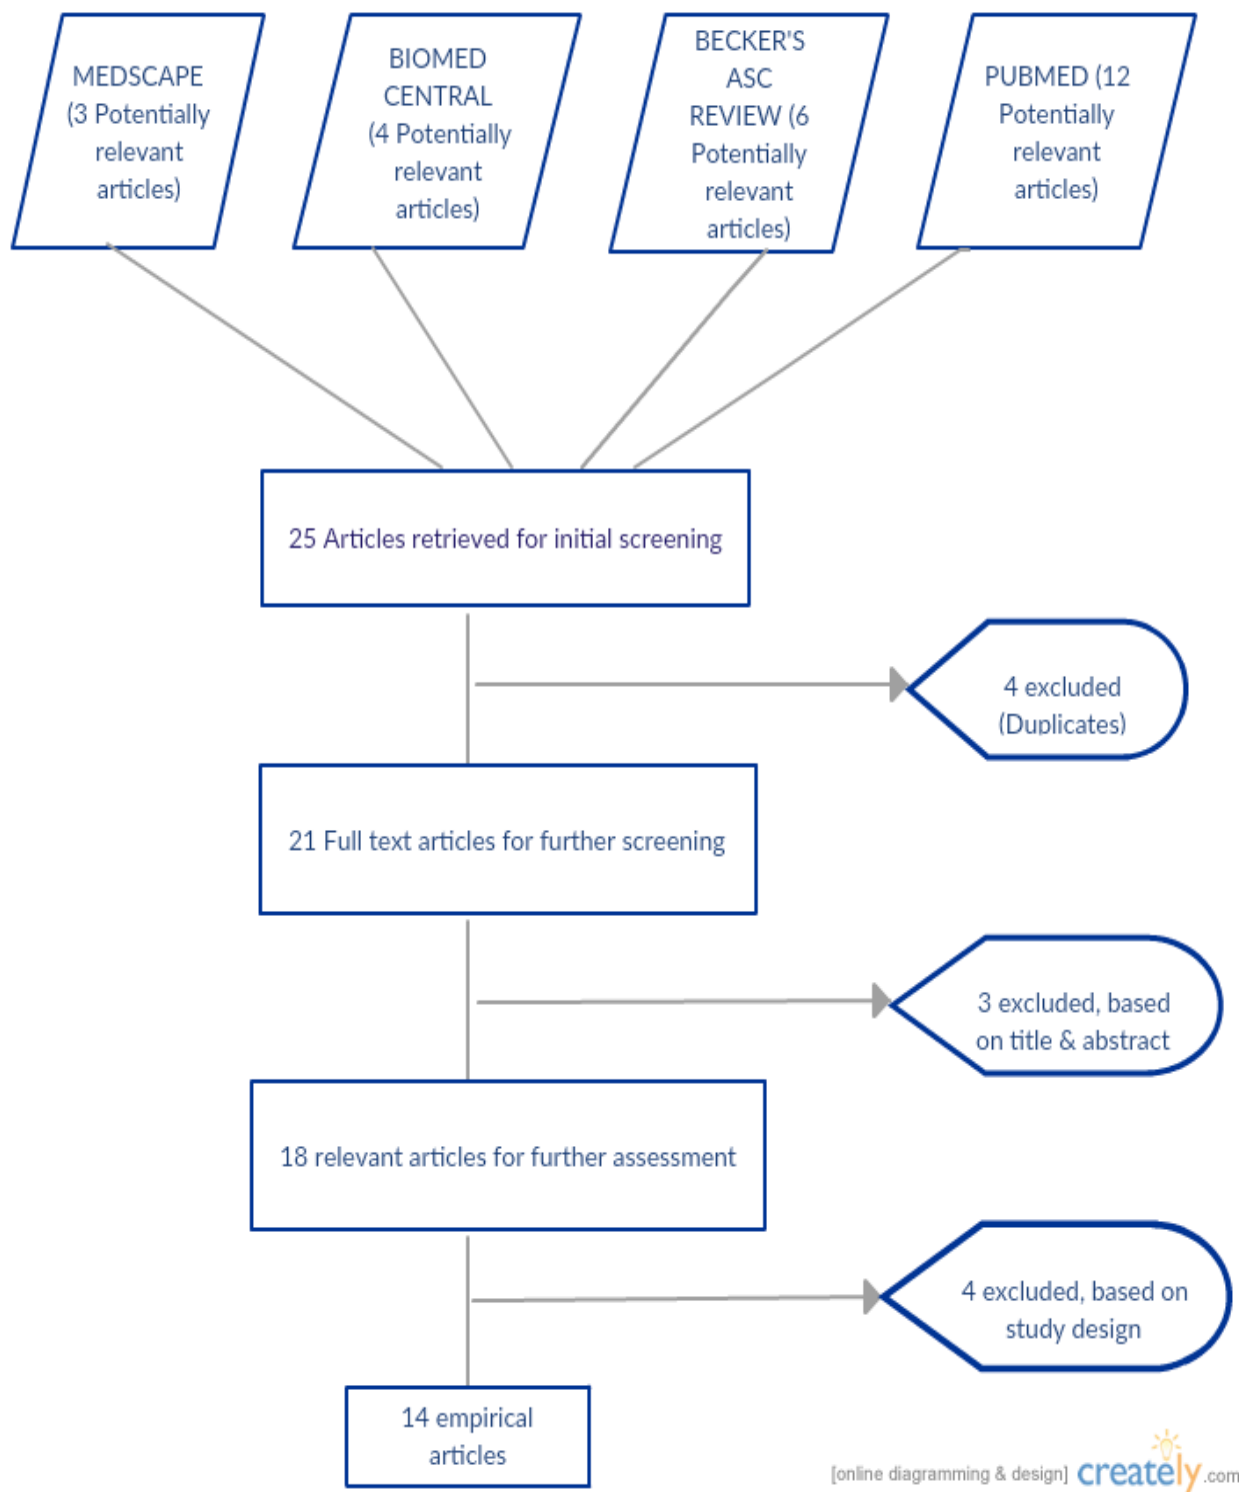 MEDSCAPE
(3 Potentially
relevant
articles)
BIOMED
CENTRAL
(4 Potentially
relevant
articles)
BECKER'S
ASC
REVIEW (6
Potentially
relevant
articles)
PUBMED (12
Potentially
relevant
articles)
25 Articles retrieved for initial screening
4 excluded
(Duplicates)
21 Full text articles for further screening
3 excluded, based
on title & abstract
18 relevant articles for further assessment
4 excluded, based on
study design
14 empirical
articles
[online diagramming & design] creately.com